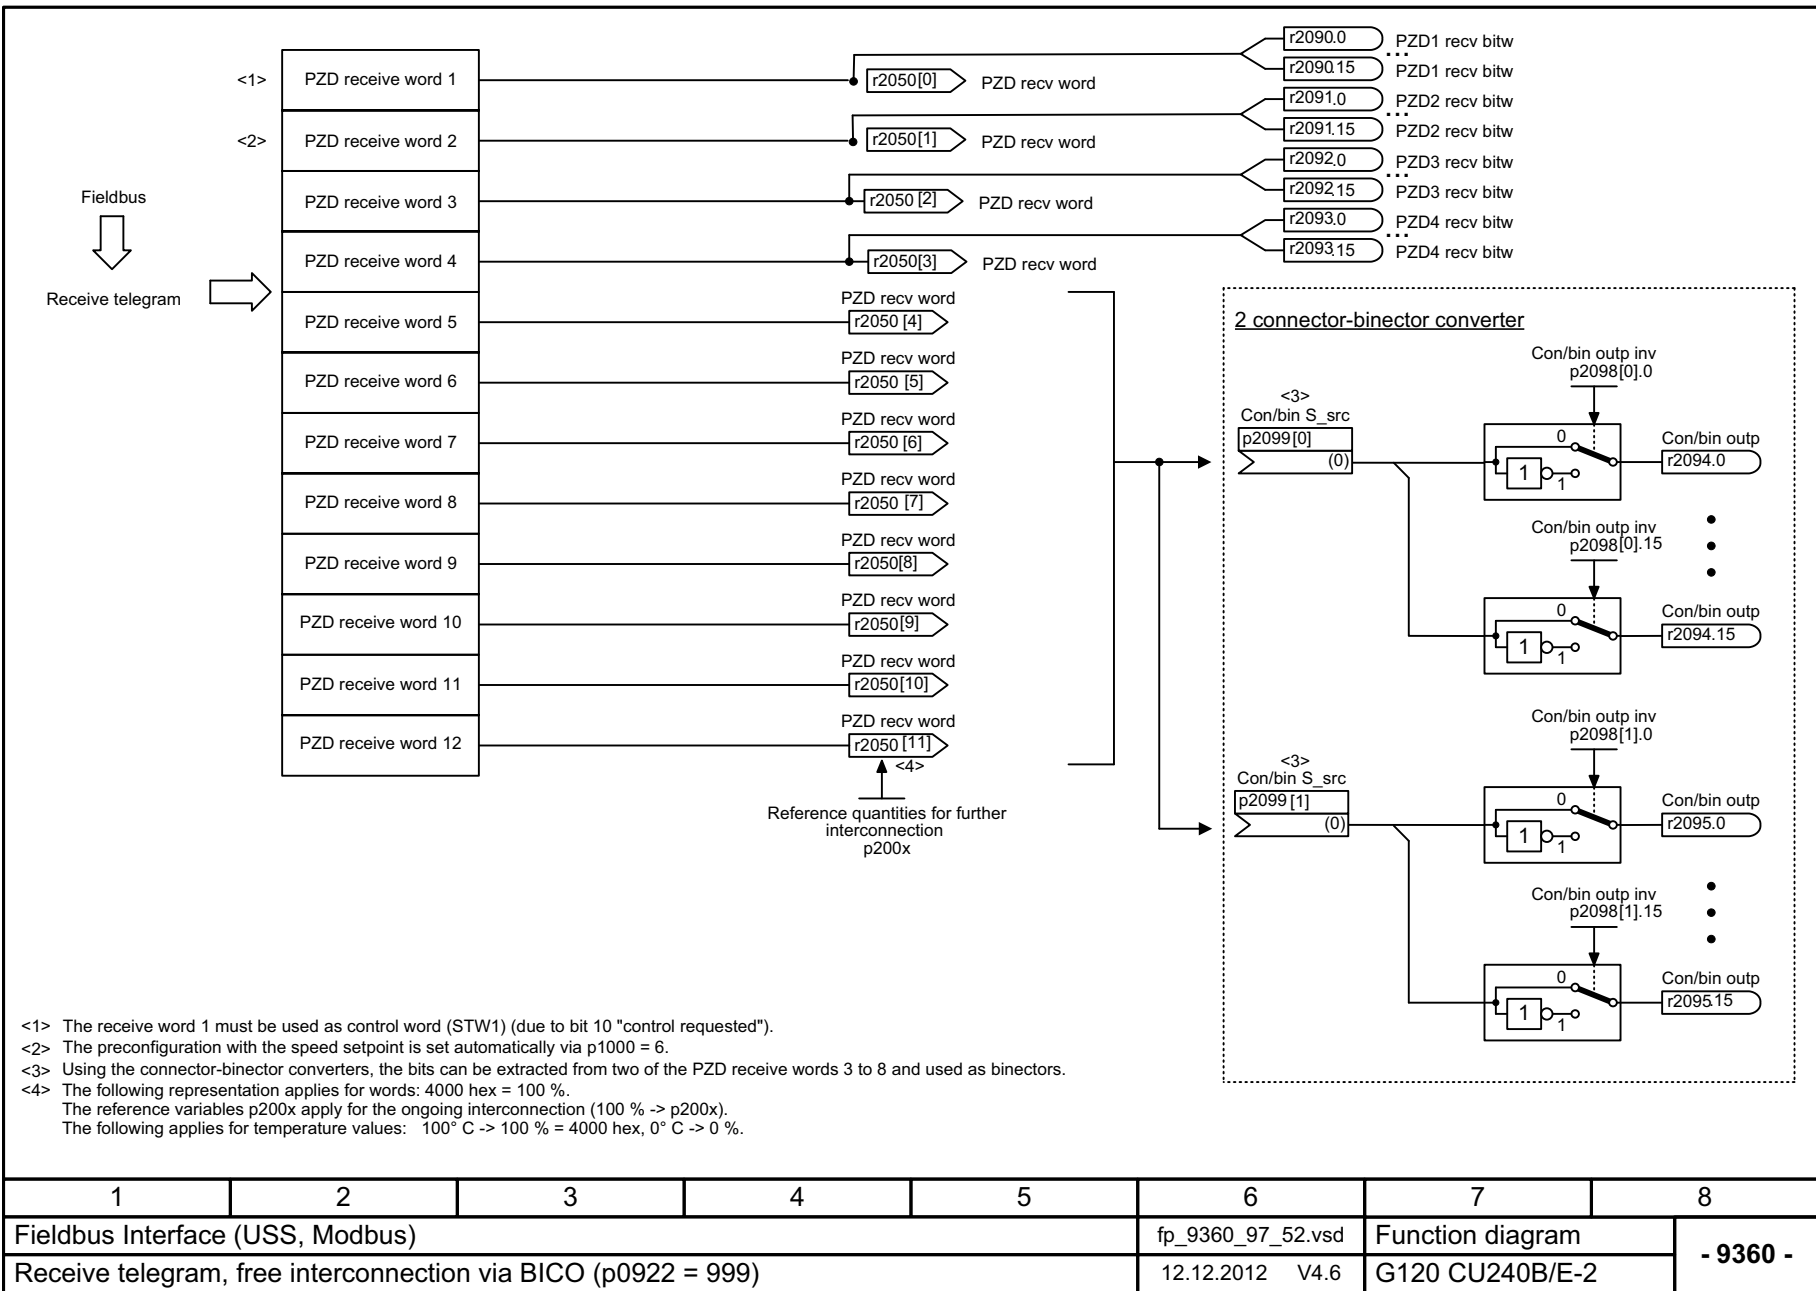 <1>
PZD receive word 1
r2050[0]
PZD recv word
r2090.0
PZD1 recv bitw
...
r2090.15
PZD1 recv bitw
<2>
PZD receive word 2
r2050[1]
PZD recv word
r2091.0
PZD2 recv bitw
...
r2091.15
PZD2 recv bitw
PZD receive word 3
r2050 [2]
PZD recv word
r2092.0
PZD3 recv bitw
...
r2092.15
PZD3 recv bitw
PZD receive word 4
r2050[3]
PZD recv word
r2093.0
PZD4 recv bitw
...
r2093.15
PZD4 recv bitw
Fieldbus
Receive telegram
PZD receive word 5
PZD recv word
r2050 [4]
PZD receive word 6
PZD recv word
r2050 [5]
PZD receive word 7
PZD recv word
r2050 [6]
PZD receive word 8
PZD recv word
r2050 [7]
PZD receive word 9
PZD recv word
r2050[8]
PZD receive word 10
PZD recv word
r2050[9]
PZD receive word 11
PZD recv word
r2050[10]
PZD receive word 12
PZD recv word
r2050 [11]
<4>
Reference quantities for further
interconnection
p200x
2 connector-binector converter
<3>
Con/bin S_src
p2099[0]
(0)
Con/bin outp inv
p2098[0].0
0
1
1
Con/bin outp
r2094.0
Con/bin outp inv
p2098[0].15
0
1
1
Con/bin outp
r2094.15
<3>
Con/bin S_src
p2099 [1]
(0)
Con/bin outp inv
p2098[1].0
0
1
1
Con/bin outp
r2095.0
Con/bin outp inv
p2098[1].15
0
1
1
Con/bin outp
r2095.15
<1> The receive word 1 must be used as control word (STW1) (due to bit 10 "control requested").
<2> The preconfiguration with the speed setpoint is set automatically via p1000 = 6.
<3> Using the connector-binector converters, the bits can be extracted from two of the PZD receive words 3 to 8 and used as binectors.
<4> The following representation applies for words: 4000 hex = 100 %.
The reference variables p200x apply for the ongoing interconnection (100 % -> p200x).
The following applies for temperature values: 100° C -> 100 % = 4000 hex, 0° C -> 0 %.
1 2 3 4 5 6 7 8
Fieldbus Interface (USS, Modbus)
fp_9360_97_52.vsd
Function diagram
- 9360 -
Receive telegram, free interconnection via BICO (p0922 = 999)
12.12.2012 V4.6
G120 CU240B/E-2